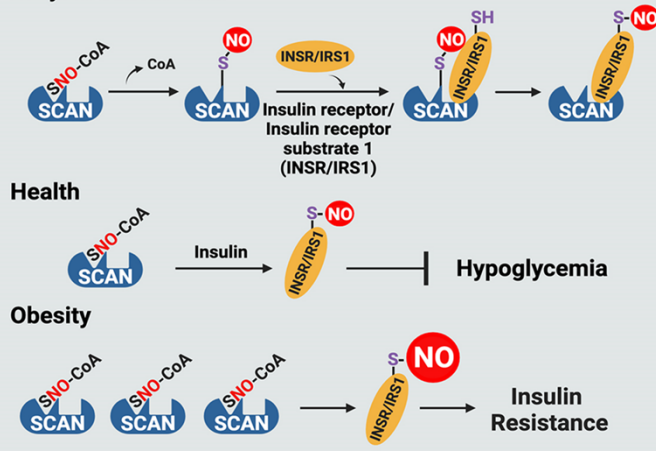 SNO-CoA
SCAN
CoA
NO
S
SCAN
INSR/IRS1
Insulin receptor/
Insulin receptor
substrate 1
(INSR/IRS1)
SH
NO
S
INSR/IRS1
SCAN
S-NO
INSR/IRS1
SCAN
Health
SNO-CoA
SCAN
Insulin
S-NO
INSR/IRS1
Hypoglycemia
Obesity
SNO-CoA
SCAN
SNO-CoA
SCAN
SNO-CoA
SCAN
S-NO
INSR/IRS1
Insulin
Resistance